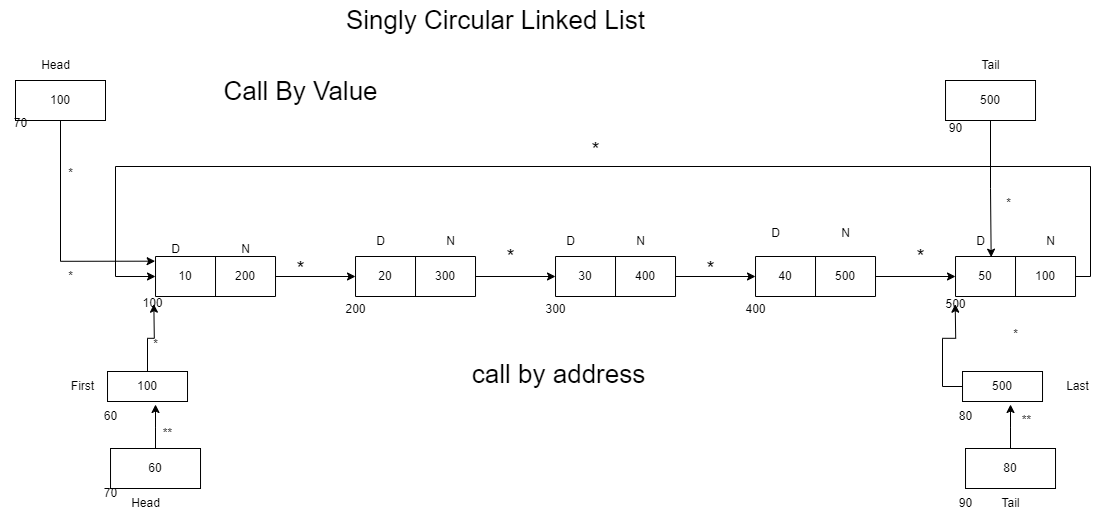 Singly Circular Linked List
Head
Tail
Call By Value
100
500
70
90
*
*
*
D N
D N
D N
D N
D N
* * * *
*
10 200
20 300
30 400
40 500
50 100
100
200
300
400
500
*
*
call by address
First 100
500 Last
60
80
**
**
60
80
70
90
Head
Tail